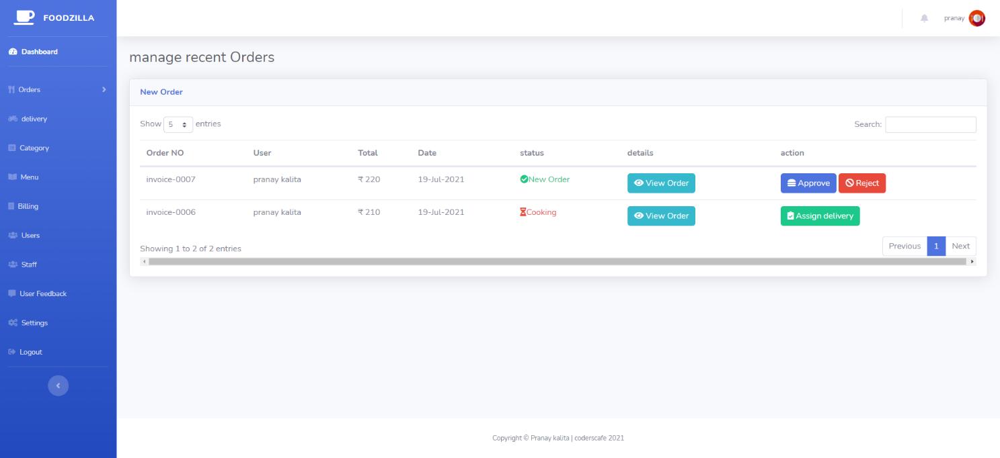 FOODZILLA
pranay
Dashboard
Orders
delivery
Category
Menu
Billing
Users
Staff
User Feedback
Settings
Logout
manage recent Orders
New Order
Show 5 entries Search:
Order NO User Total Date status details action
invoice-0007 pranay kalita ₹ 220 19-Jul-2021 New Order View Order Approve Reject
invoice-0006 pranay kalita ₹ 210 19-Jul-2021 Cooking View Order Assign delivery
Showing 1 to 2 of 2 entries Previous 1 Next
Copyright © Pranay kalita | coderscafe 2021